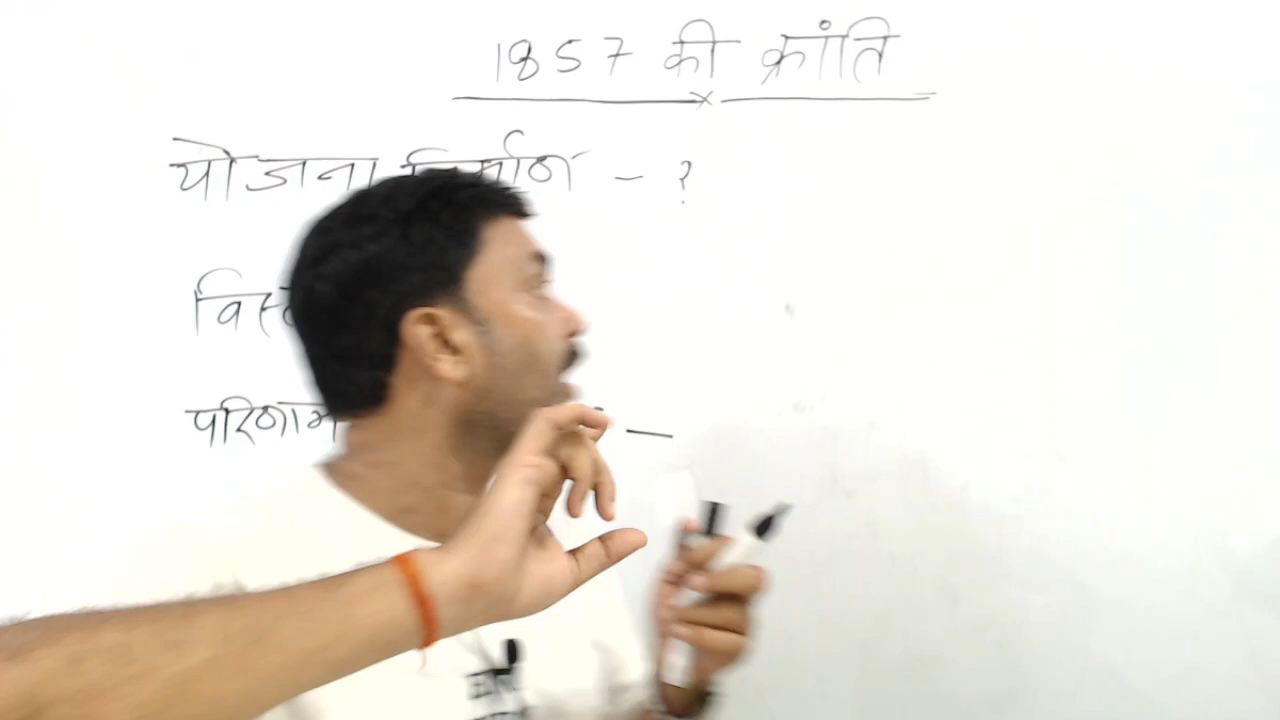 1857 की क्रांति
योजना निर्माण - ?
परिणाम —